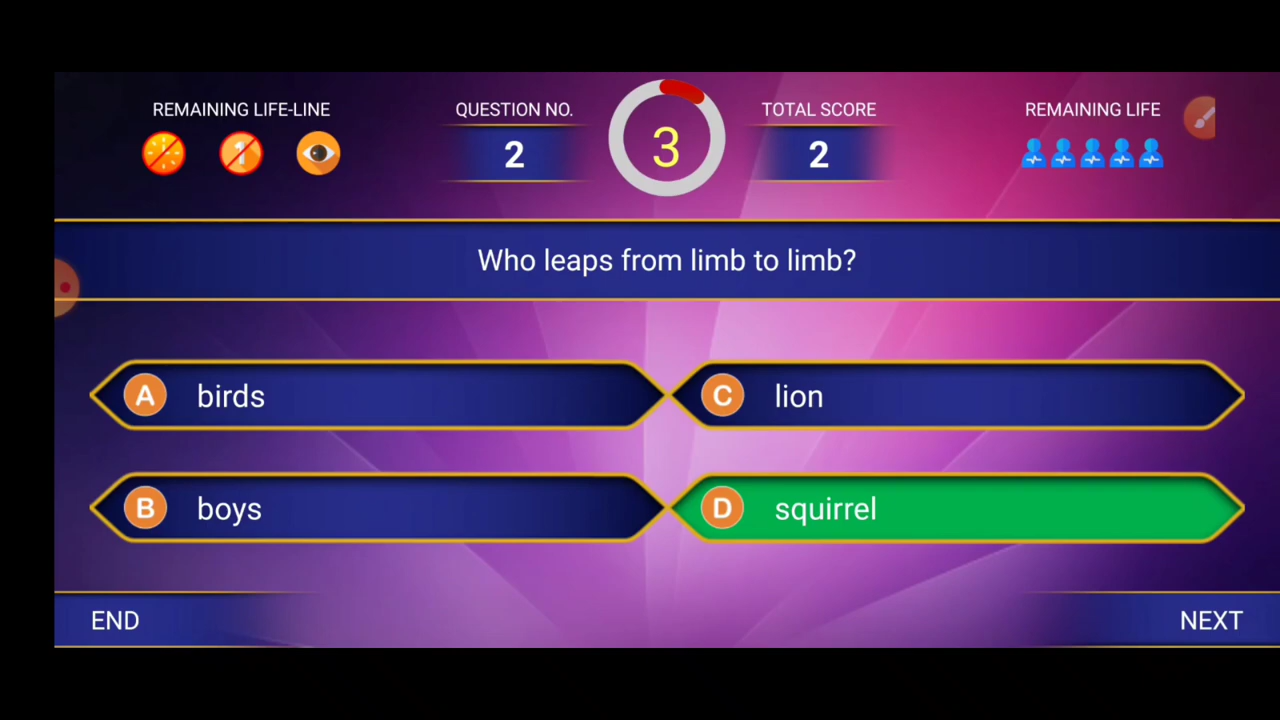 REMAINING LIFE-LINE
1
QUESTION NO.
2
3
TOTAL SCORE
2
REMAINING LIFE
Who leaps from limb to limb?
A birds
C lion
B boys
D squirrel
END
NEXT